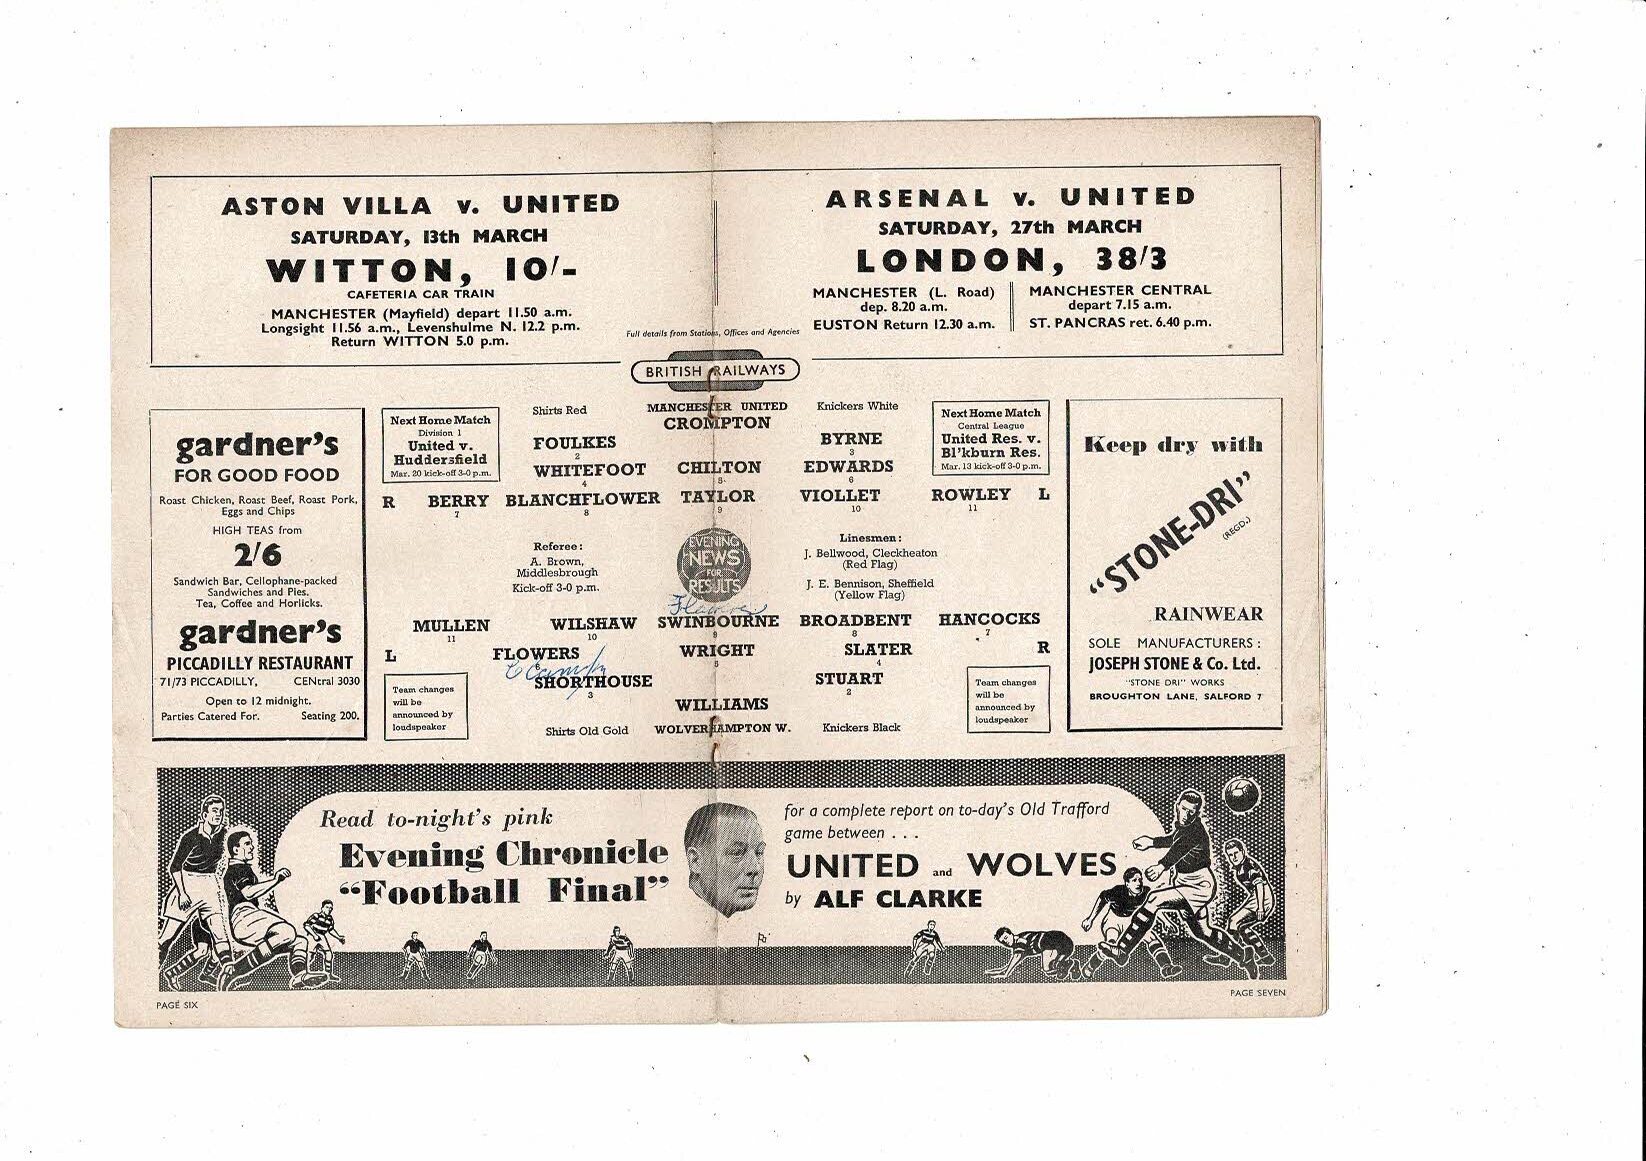 ASTON VILLA v. UNITED
SATURDAY, 13th MARCH
WITTON, 10/-
CAFETERIA CAR TRAIN
MANCHESTER (Mayfield) depart 11.50 a.m.
Longsight 11.56 a.m., Levenshulme N. 12.2 p.m.
Return WITTON 5.0 p.m.
ARSENAL v. UNITED
SATURDAY, 27th MARCH
LONDON, 38/3
MANCHESTER (L. Road)
dep. 8.20 a.m.
EUSTON Return 12.30 a.m.
MANCHESTER CENTRAL
depart 7.15 a.m.
ST. PANCRAS ret. 6.40 p.m.
Full details from Stations, Offices and Agencies
BRITISH RAILWAYS
gardner's
FOR GOOD FOOD
Roast Chicken, Roast Beef, Roast Pork,
Eggs and Chips
HIGH TEAS from
2/6
Sandwich Bar, Cellophane-packed
Sandwiches and Pies.
Tea, Coffee and Horlicks.
gardner's
PICCADILLY RESTAURANT
71/73 PICCADILLY, CENtral 3030
Open to 12 midnight.
Parties Catered For. Seating 200.
Next Home Match
Division 1
United v.
Huddersfield
Mar. 20 kick-off 3-0 p.m.
Shirts Red MANCHESTER UNITED Knickers White
CROMPTON
Next Home Match
Central League
United Res. v.
Bl'kburn Res.
Mar. 13 kick-off 3-0 p.m.
FOULKES BYRNE
2 3
WHITEFOOT CHILTON EDWARDS
4 5 6
R BERRY BLANCHFLOWER TAYLOR VIOLLET ROWLEY L
7 8 9 10 11
Referee:
A. Brown,
Middlesbrough
Kick-off 3-0 p.m.
EVENING
NEWS
FOR
RESULTS
Linesmen:
J. Bellwood, Cleckheaton
(Red Flag)
J. E. Bennison, Sheffield
(Yellow Flag)
Flowers
MULLEN WILSHAW SWINBOURNE BROADBENT HANCOCKS
11 10 9 8 7
L FLOWERS WRIGHT SLATER R
6 5 4
SHORTHOUSE STUART
3 2
WILLIAMS
Team changes
will be
announced by
loudspeaker
Team changes
will be
announced by
loudspeaker
Shirts Old Gold WOLVERHAMPTON W. Knickers Black
Keep dry with
"STONE-DRI"
(REGD.)
RAINWEAR
SOLE MANUFACTURERS:
JOSEPH STONE & Co. Ltd.
"STONE DRI" WORKS
BROUGHTON LANE, SALFORD 7
Read to-night's pink
Evening Chronicle
"Football Final"
for a complete report on to-day's Old Trafford
game between . . .
UNITED and WOLVES
by ALF CLARKE
PAGE SIX
PAGE SEVEN